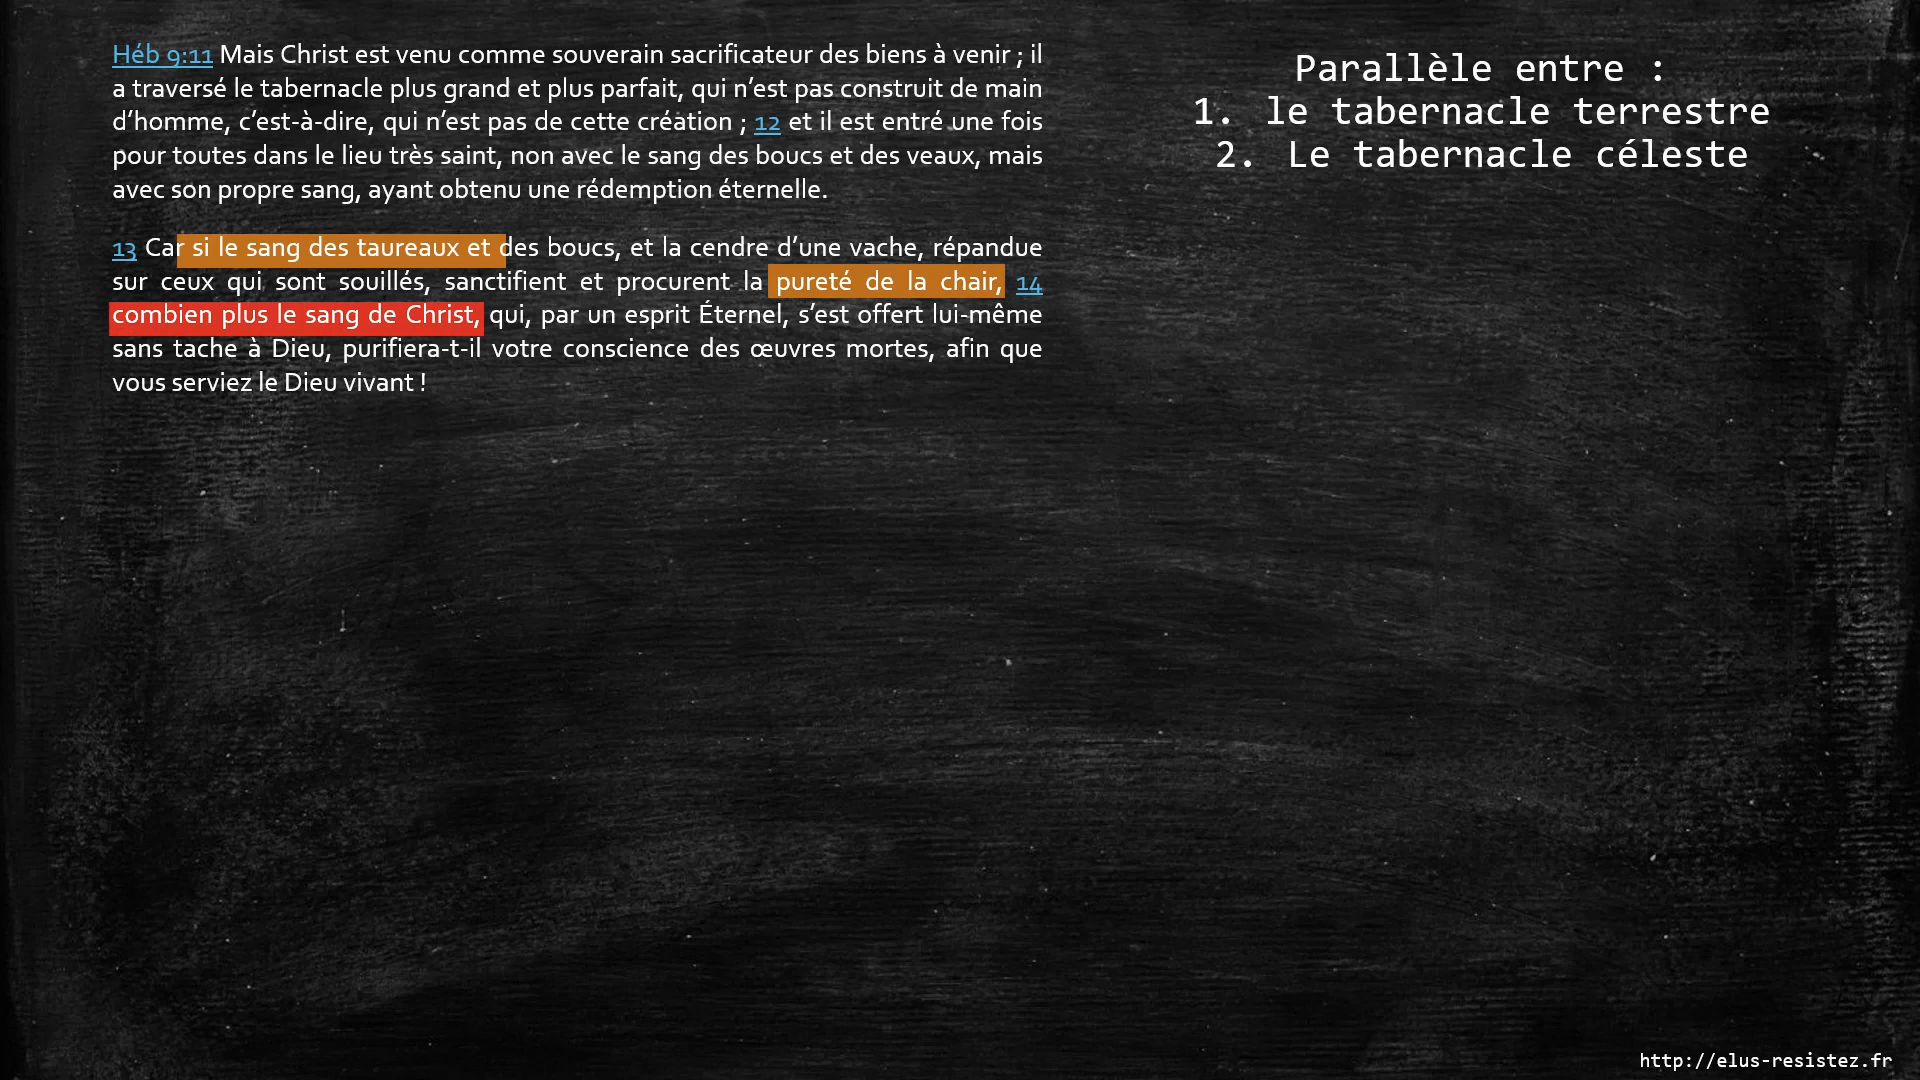 Héb 9:11 Mais Christ est venu comme souverain sacrificateur des biens à venir ; il
a traversé le tabernacle plus grand et plus parfait, qui n’est pas construit de main
d’homme, c’est-à-dire, qui n’est pas de cette création ; 12 et il est entré une fois
pour toutes dans le lieu très saint, non avec le sang des boucs et des veaux, mais
avec son propre sang, ayant obtenu une rédemption éternelle.
13 Car si le sang des taureaux et des boucs, et la cendre d’une vache, répandue
sur ceux qui sont souillés, sanctifient et procurent la pureté de la chair, 14
combien plus le sang de Christ, qui, par un esprit Éternel, s’est offert lui-même
sans tache à Dieu, purifiera-t-il votre conscience des œuvres mortes, afin que
vous serviez le Dieu vivant !
Parallèle entre :
1. le tabernacle terrestre
2. Le tabernacle céleste
http://elus-resistez.fr